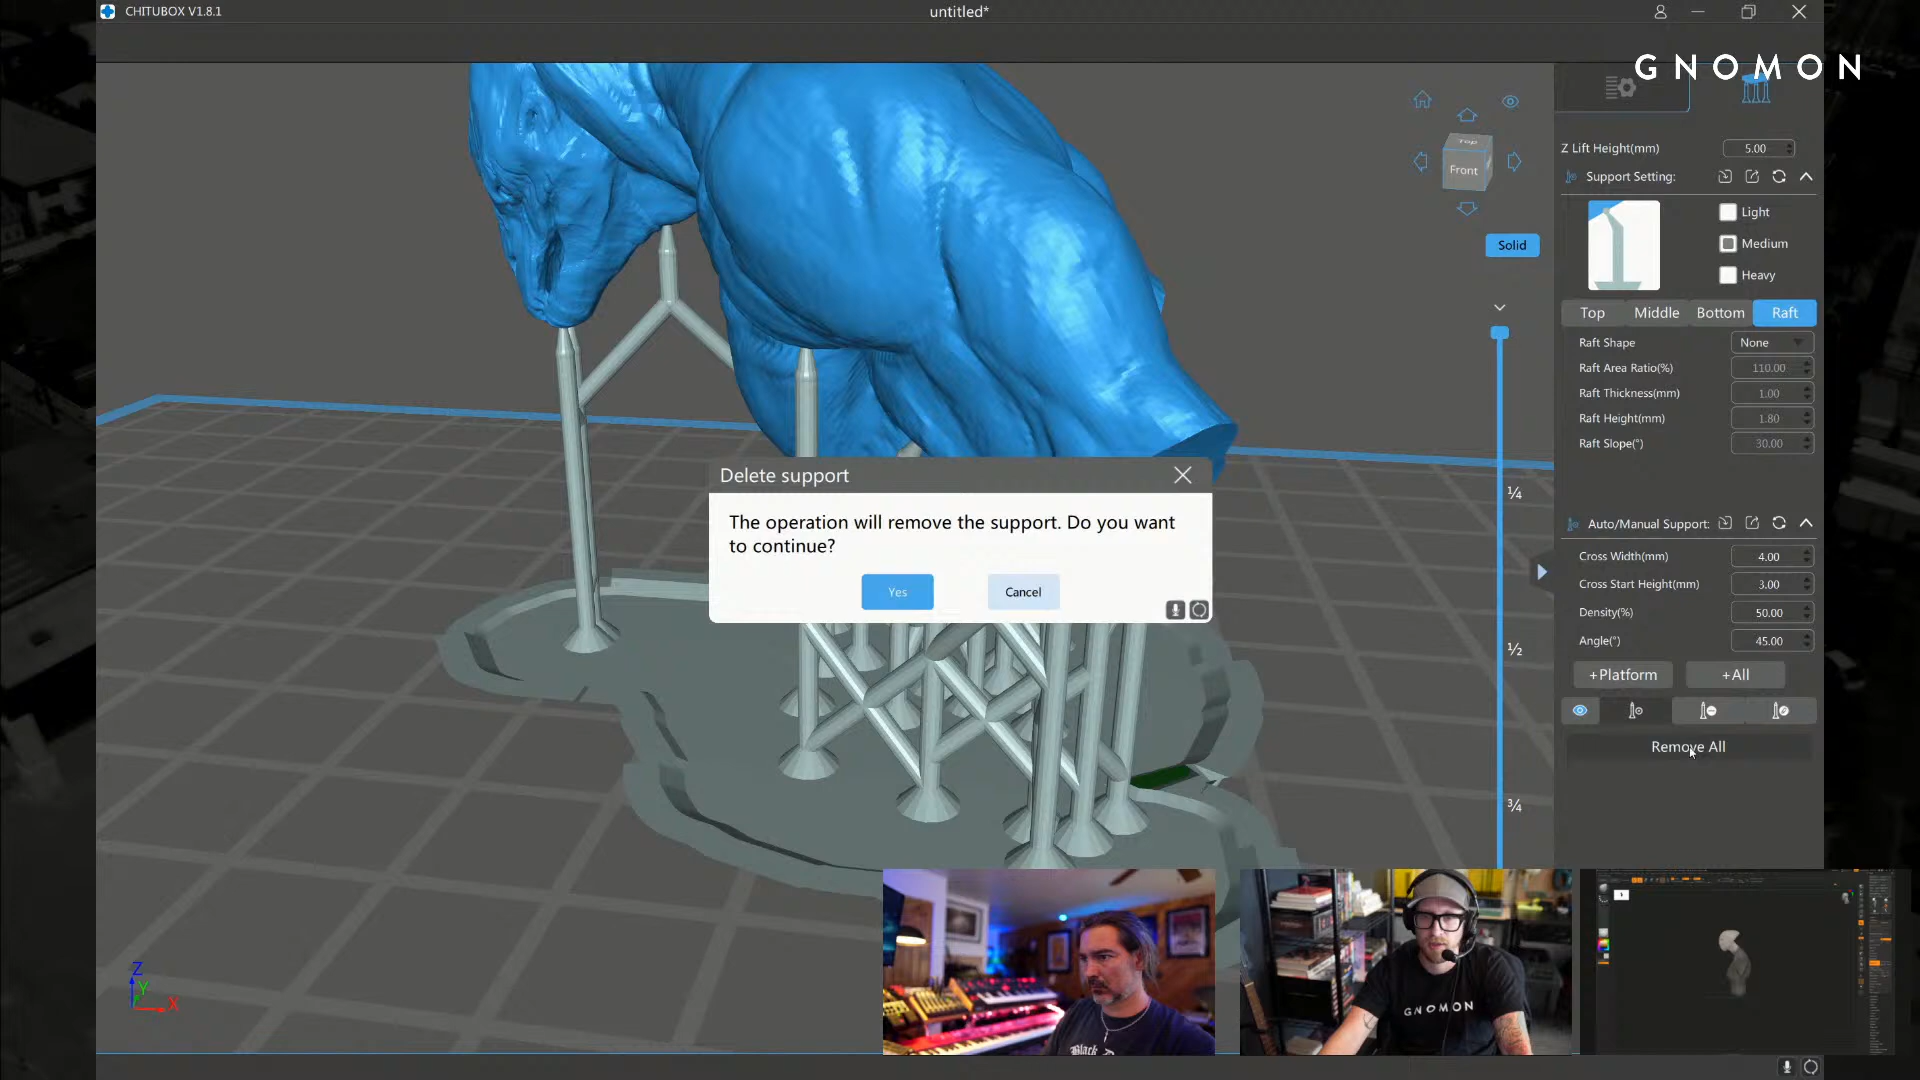 CHITUBOX V1.8.1
untitled*
GNOMON
Z Lift Height(mm)
5.00
Support Setting:
Light
Medium
Heavy
Top
Front
Solid
Top
Middle
Bottom
Raft
Raft Shape
None
Raft Area Ratio(%)
110.00
Raft Thickness(mm)
1.00
Raft Height(mm)
1.80
Raft Slope(°)
30.00
Delete support
The operation will remove the support. Do you want
to continue?
Yes
Cancel
¼
½
¾
Auto/Manual Support:
Cross Width(mm)
4.00
Cross Start Height(mm)
3.00
Density(%)
50.00
Angle(°)
45.00
+Platform
+All
Remove All
Z
Y
X
GNOMON
Black